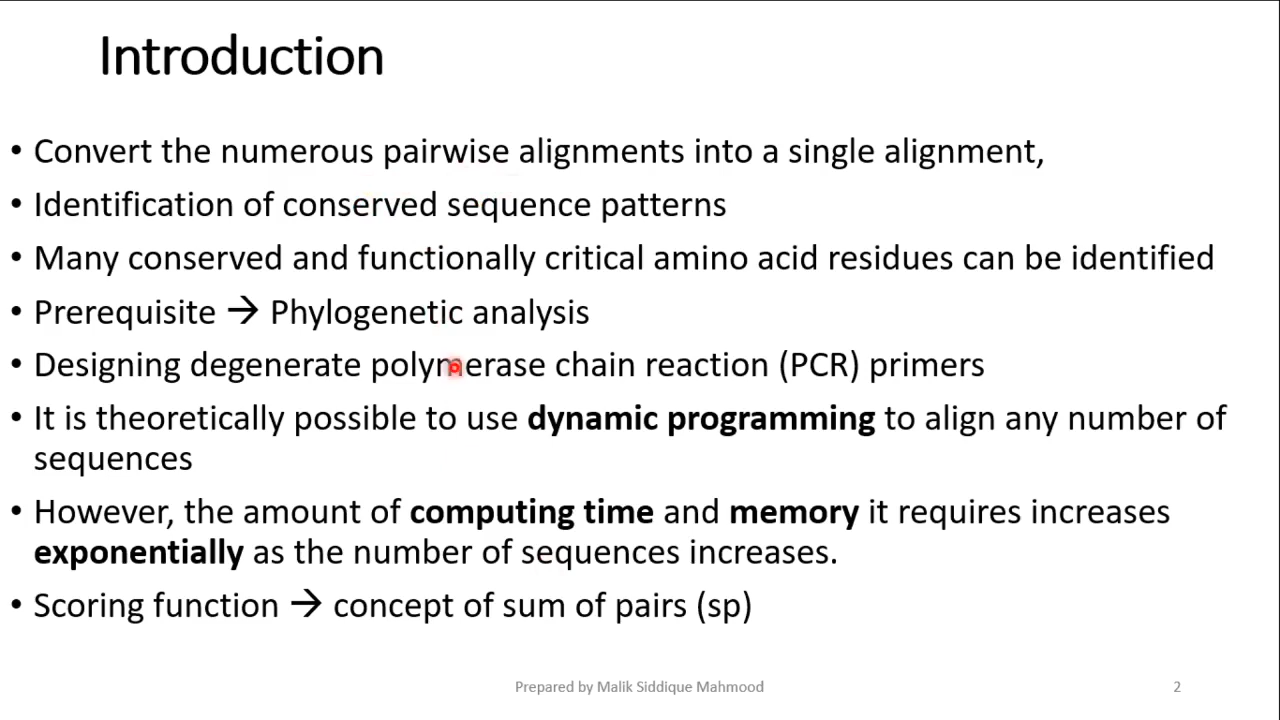 Introduction
• Convert the numerous pairwise alignments into a single alignment,
• Identification of conserved sequence patterns
• Many conserved and functionally critical amino acid residues can be identified
• Prerequisite → Phylogenetic analysis
• Designing degenerate polymerase chain reaction (PCR) primers
• It is theoretically possible to use dynamic programming to align any number of
sequences
• However, the amount of computing time and memory it requires increases
exponentially as the number of sequences increases.
• Scoring function → concept of sum of pairs (sp)
Prepared by Malik Siddique Mahmood
2